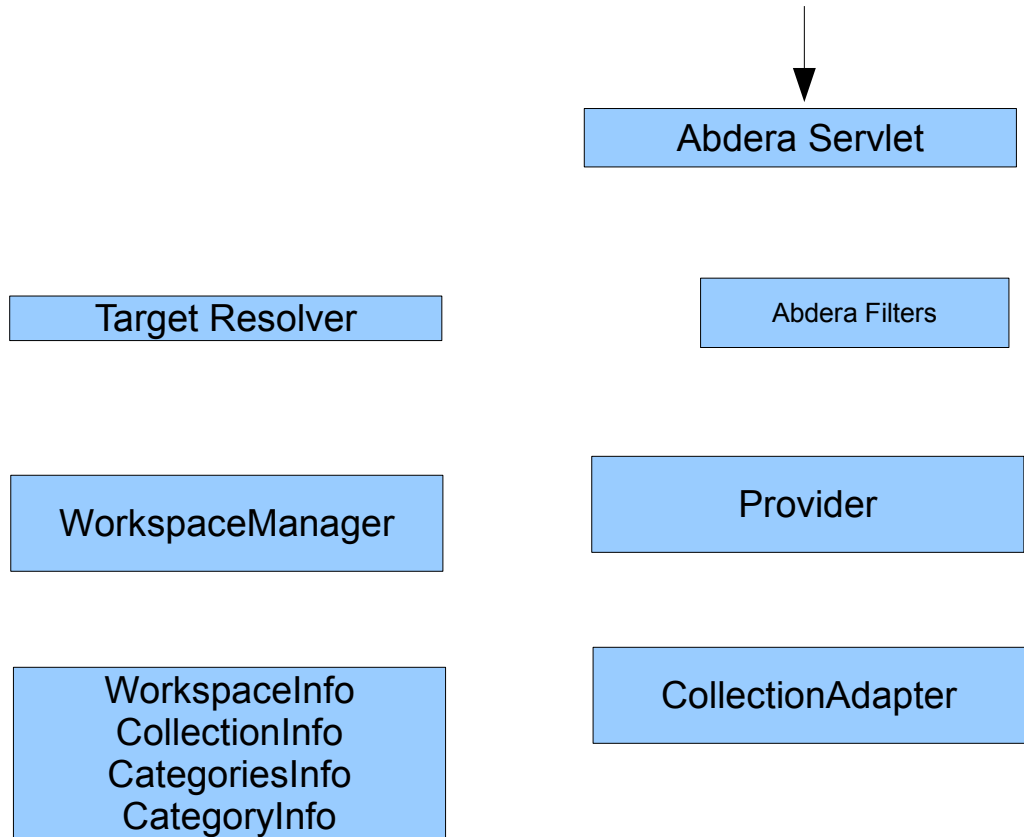 Abdera Servlet
Target Resolver
Abdera Filters
WorkspaceManager
Provider
WorkspaceInfo
CollectionInfo
CategoriesInfo
CategoryInfo
CollectionAdapter